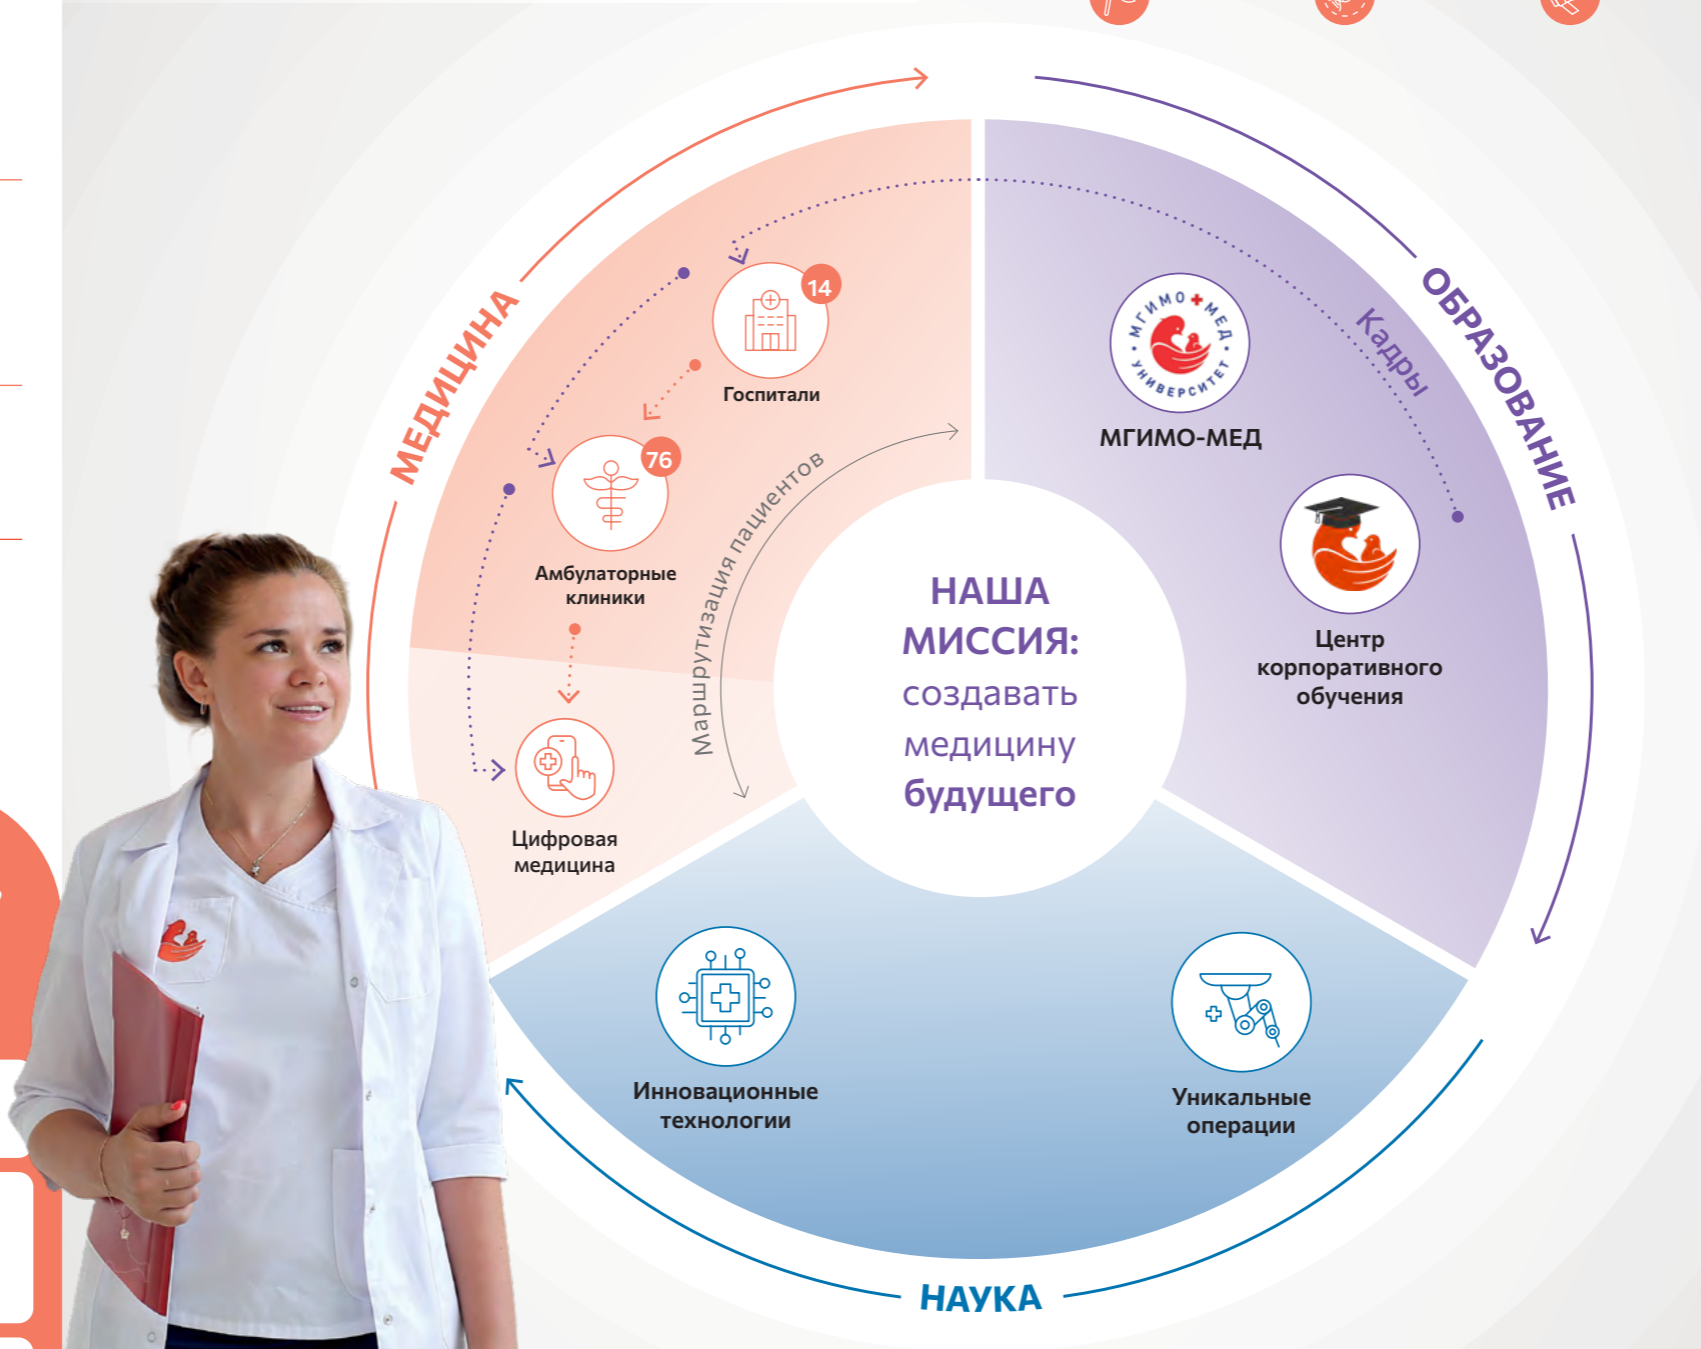 МЕДИЦИНА
14
Госпитали
76
Амбулаторные
клиники
Цифровая
медицина
Маршрутизация пациентов
ОБРАЗОВАНИЕ
Кадры
МГИМО МЕД
УНИВЕРСИТЕТ
МГИМО-МЕД
Центр
корпоративного
обучения
НАША
МИССИЯ:
создавать
медицину
будущего
Инновационные
технологии
Уникальные
операции
НАУКА